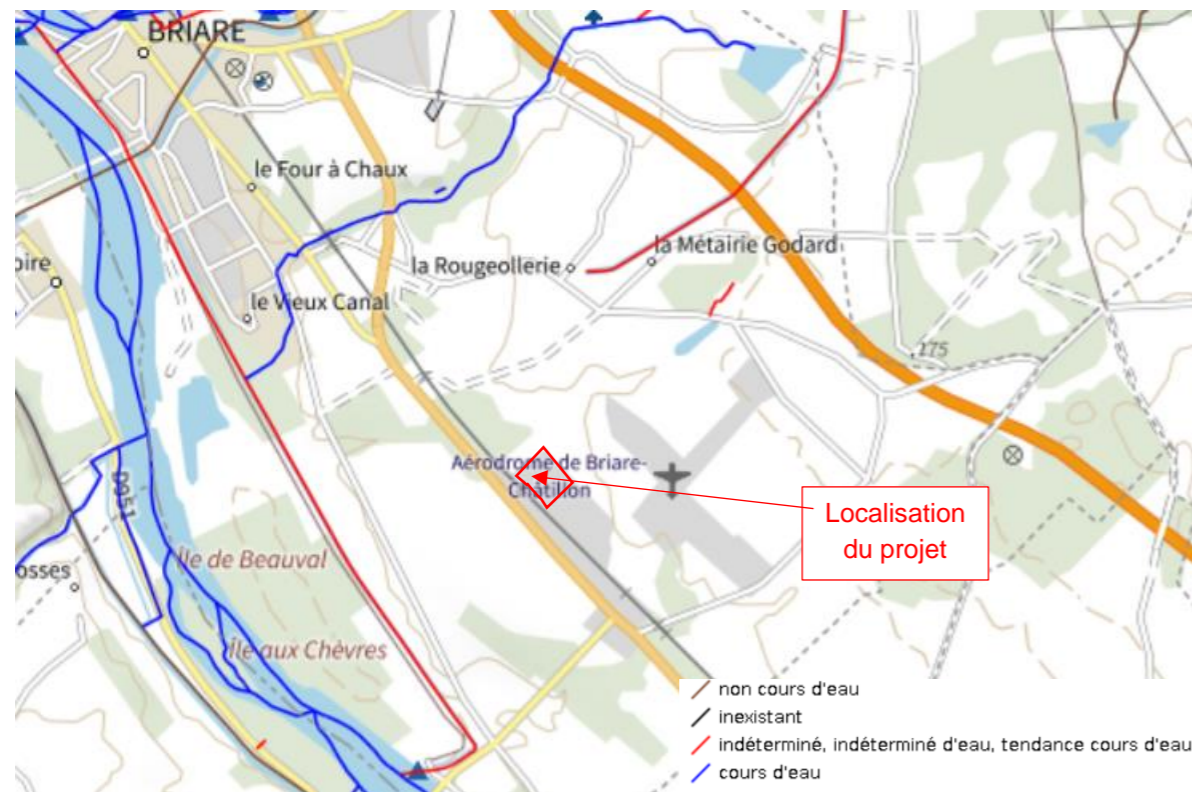 BRIARE
le Four à Chaux
la Métairie Godard
oire
la Rougeollerie
le Vieux Canal
175
Aérodrome de Briare-
Châtillon
D951
Localisation
du projet
Île de Beauval
osses
Île aux Chèvres
non cours d'eau
inexistant
indéterminé, indéterminé d'eau, tendance cours d'eau
cours d'eau